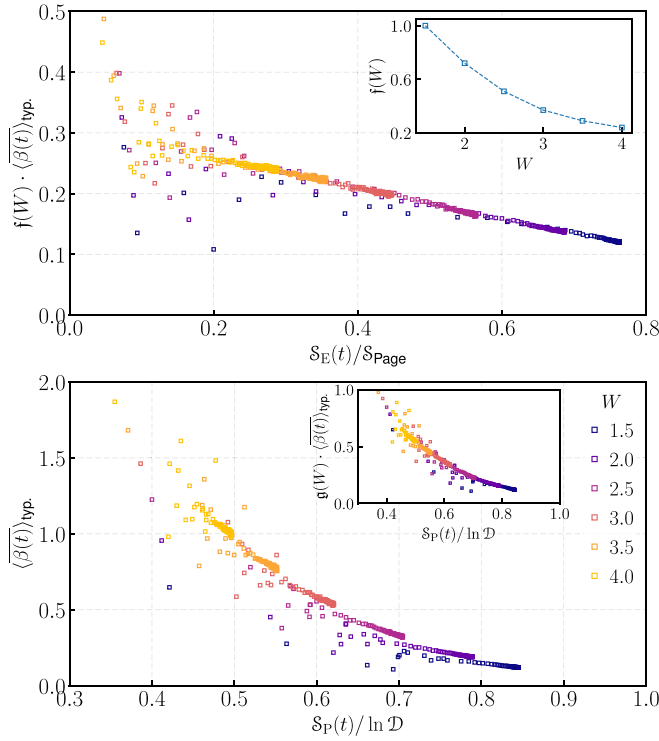 0.5
0.4
0.3
0.2
0.1
0.0
𝔣(W) · ⟨β(t)⟩typ.
0.0 0.2 0.4 0.6 0.8
S_E(t)/S_Page
1.0
0.6
0.2
𝔣(W)
2 3 4
W
2.0
1.5
1.0
0.5
0.0
⟨β(t)⟩typ.
0.3 0.4 0.5 0.6 0.7 0.8 0.9 1.0
S_P(t)/ ln D
1.0
0.5
0.0
𝔤(W) · ⟨β(t)⟩typ.
0.4 0.6 0.8 1.0
S_P(t)/ ln D
W
1.5
2.0
2.5
3.0
3.5
4.0